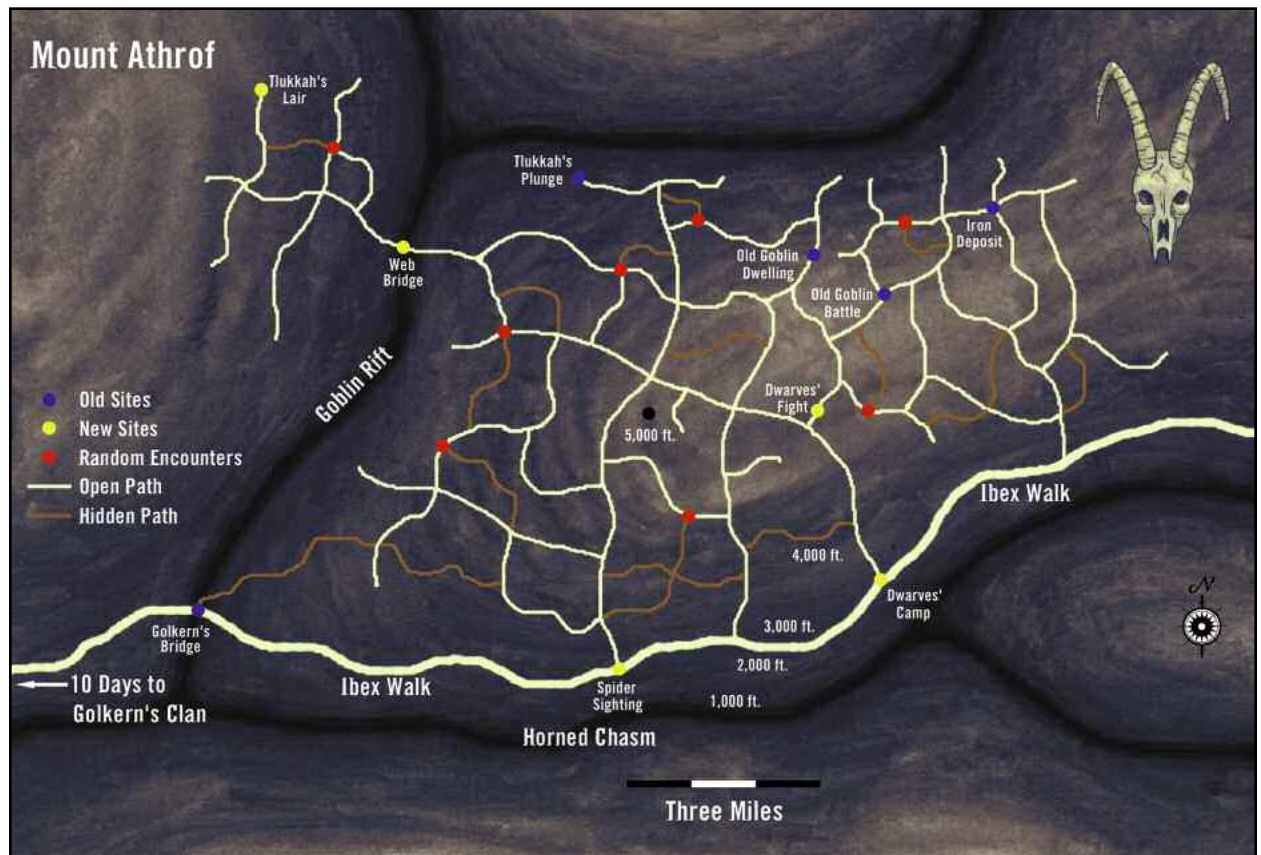 Mount Athrof
Tlukkah's
Lair
Tlukkah's
Plunge
Iron
Deposit
Old Goblin
Dwelling
Web
Bridge
Old Goblin
Battle
Goblin Rift
Old Sites
New Sites
Random Encounters
Open Path
Hidden Path
Dwarves'
Fight
5,000 ft.
Ibex Walk
4,000 ft.
Dwarves'
Camp
N
Golkern's
Bridge
3,000 ft.
2,000 ft.
10 Days to
Golkern's Clan
Ibex Walk
Spider
Sighting
1,000 ft.
Horned Chasm
Three Miles